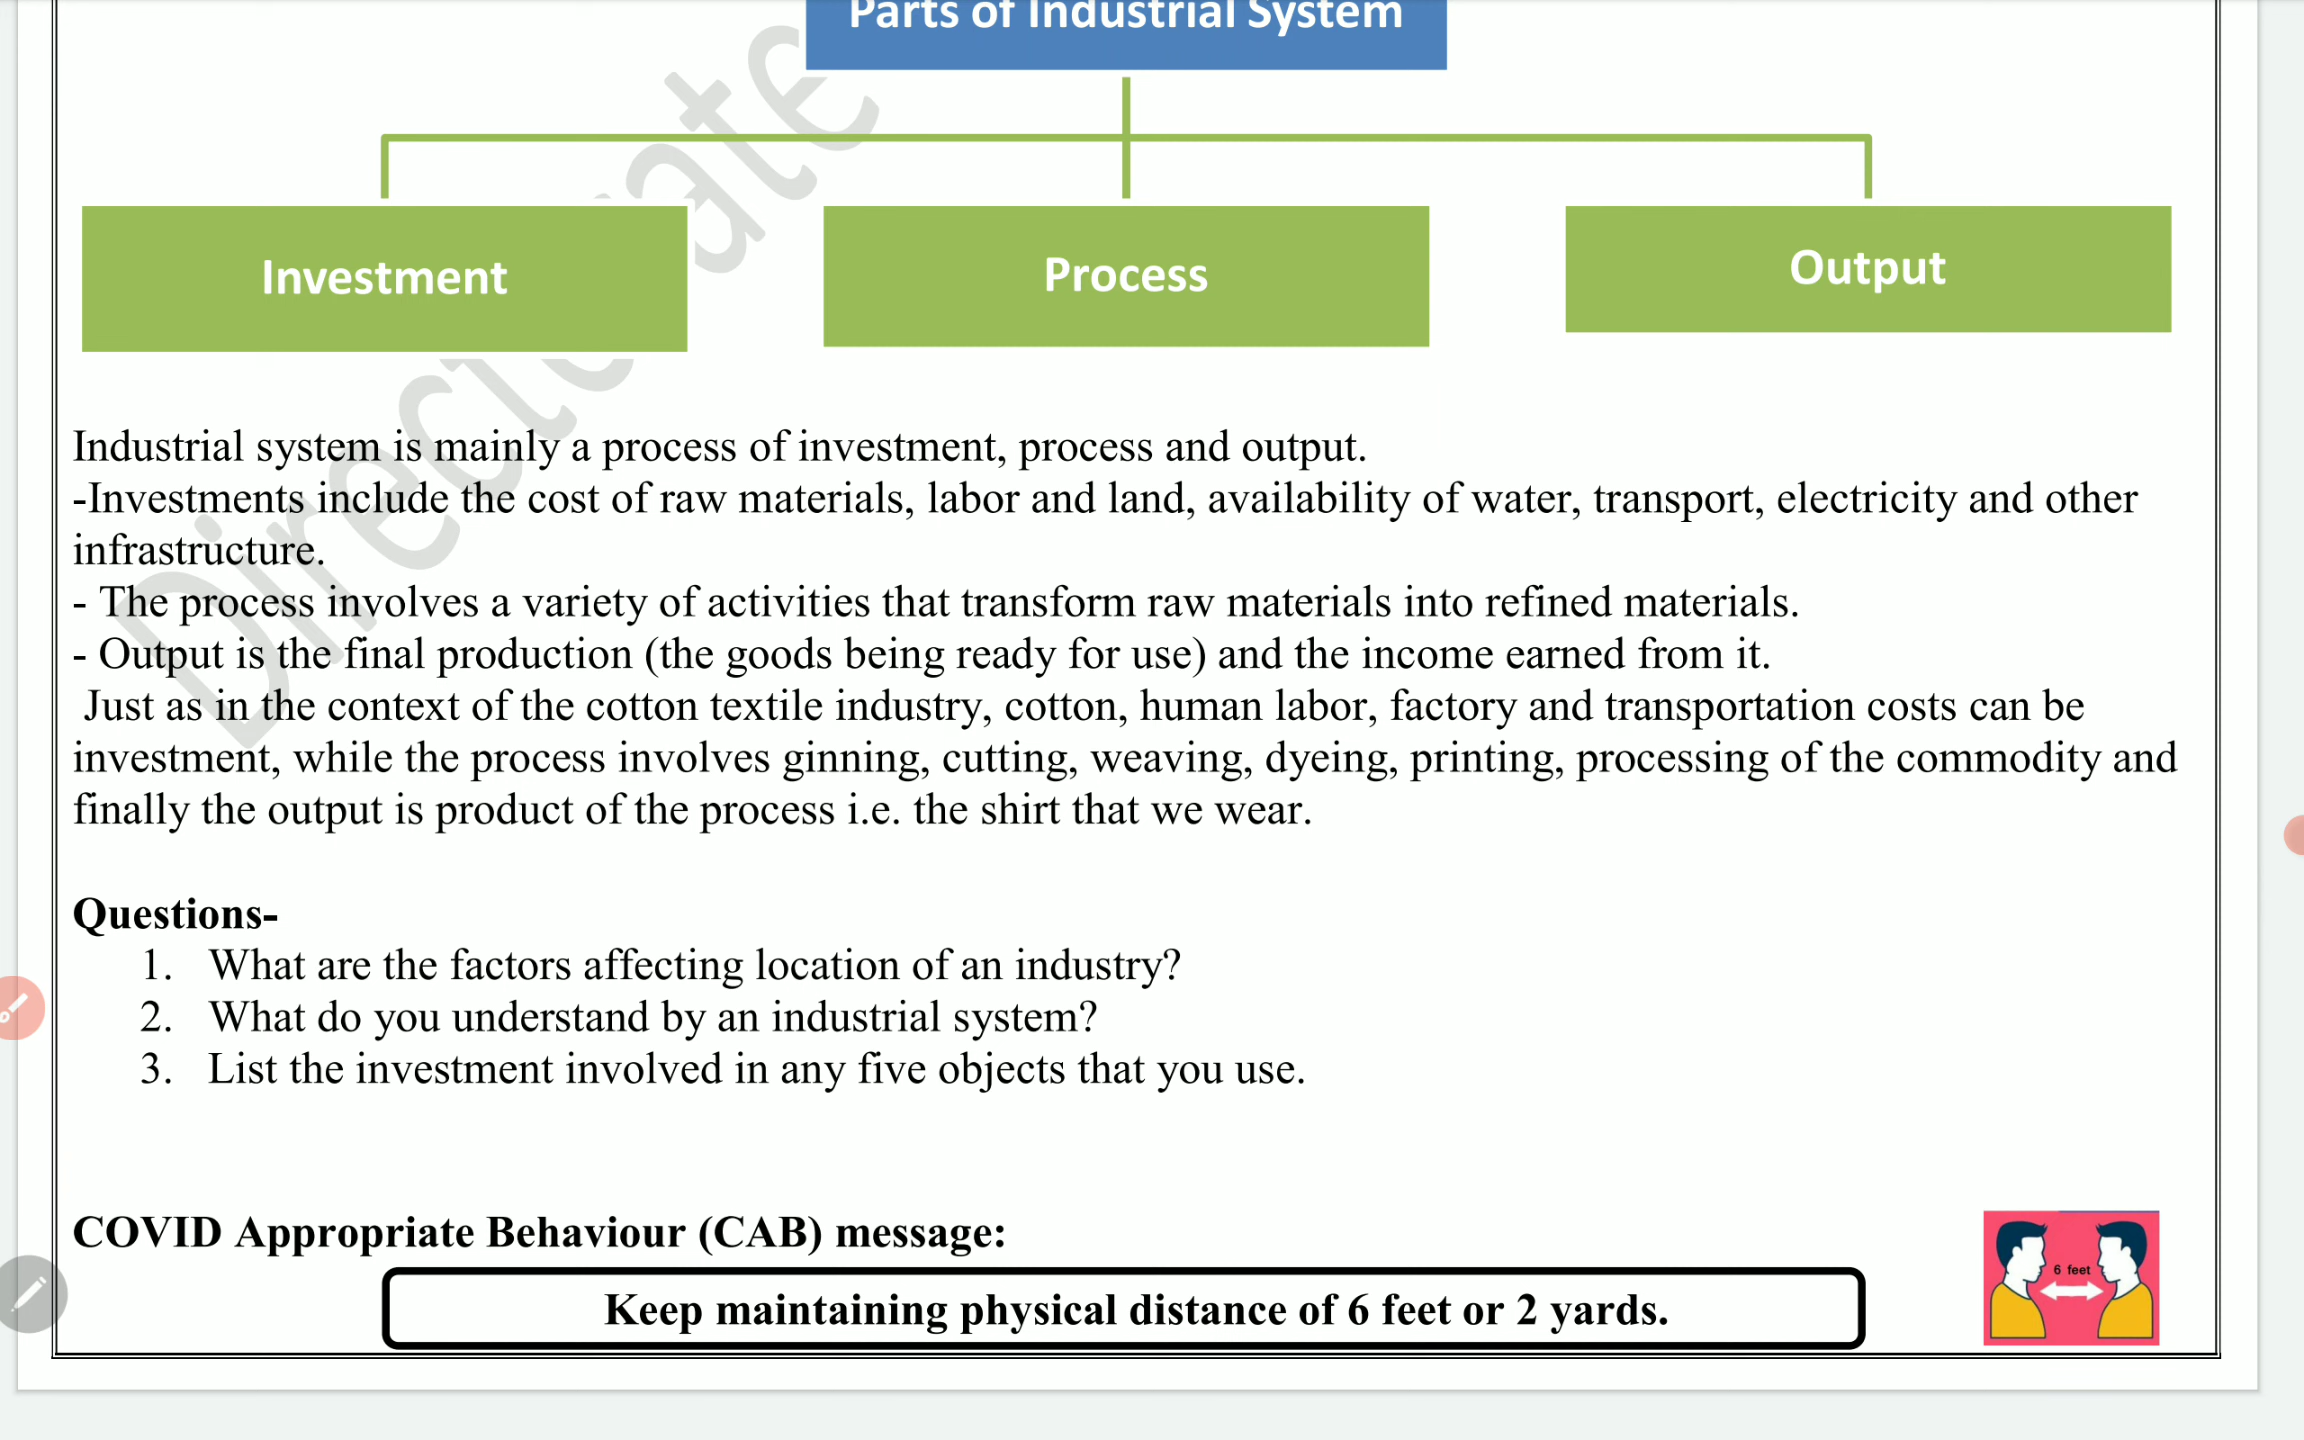 Parts of Industrial System
Investment
Process
Output
Directorate
Industrial system is mainly a process of investment, process and output.
-Investments include the cost of raw materials, labor and land, availability of water, transport, electricity and other
infrastructure.
- The process involves a variety of activities that transform raw materials into refined materials.
- Output is the final production (the goods being ready for use) and the income earned from it.
Just as in the context of the cotton textile industry, cotton, human labor, factory and transportation costs can be
investment, while the process involves ginning, cutting, weaving, dyeing, printing, processing of the commodity and
finally the output is product of the process i.e. the shirt that we wear.
Questions-
1. What are the factors affecting location of an industry?
2. What do you understand by an industrial system?
3. List the investment involved in any five objects that you use.
COVID Appropriate Behaviour (CAB) message:
6 feet
Keep maintaining physical distance of 6 feet or 2 yards.